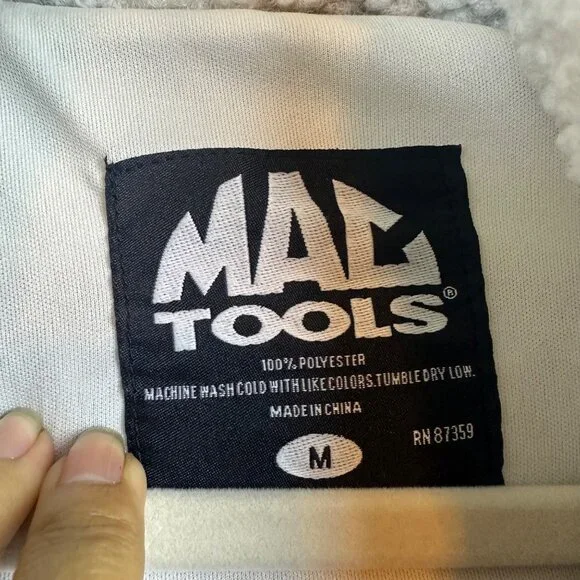 MAC
TOOLS®
100% POLYESTER
MACHINE WASH COLD WITH LIKE COLORS. TUMBLE DRY LOW.
MADE IN CHINA
M
RN 87359